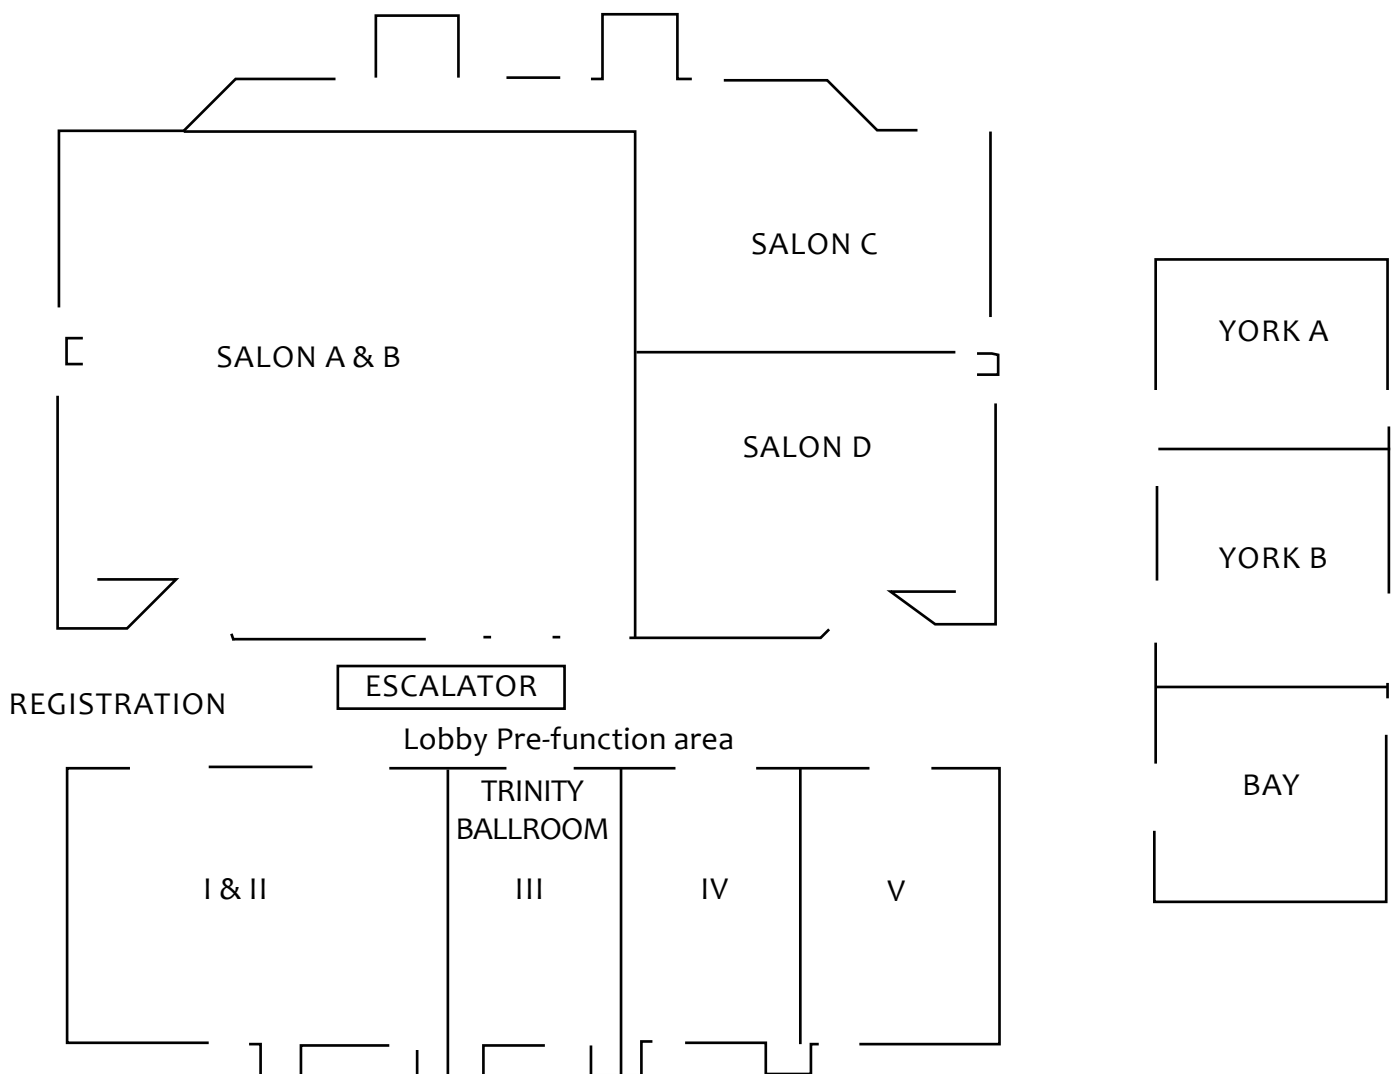 SALON C
YORK A
SALON A & B
SALON D
YORK B
ESCALATOR
REGISTRATION
Lobby Pre-function area
TRINITY
BALLROOM
BAY
I & II
III
IV
V